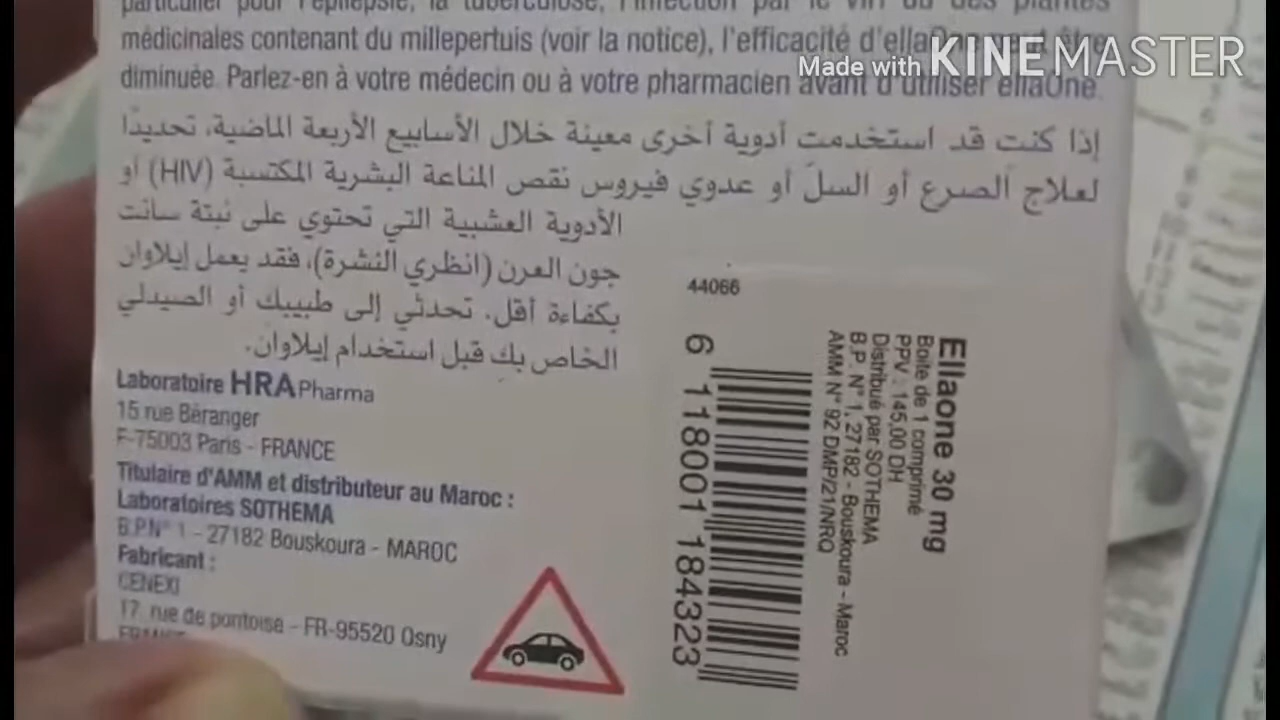 particulier pour l'épilepsie, la tuberculose, l'infection par le VIH ou des plantes
médicinales contenant du millepertuis (voir la notice), l'efficacité d'ellaOne peut être
diminuée. Parlez-en à votre médecin ou à votre pharmacien avant d'utiliser ellaOne.
Made with KINEMASTER
إذا كنت قد استخدمت أدوية أخرى معينة خلال الأسابيع الأربعة الماضية، تحديدًا
لعلاج الصرع أو السلّ أو عدوي فيروس نقص المناعة البشرية المكتسبة (HIV) أو
الأدوية العشبية التي تحتوي على نبتة سانت
جون العرن (انظري النشرة)، فقد يعمل إيلاوان
بكفاءة أقل. تحدثي إلى طبيبك أو الصيدلي
الخاص بك قبل استخدام إيلاوان.
Laboratoire HRA Pharma
15 rue Béranger
F-75003 Paris - FRANCE
Titulaire d'AMM et distributeur au Maroc :
Laboratoires SOTHEMA
B.P.N° 1 - 27182 Bouskoura - MAROC
Fabricant :
CENEXI
17, rue de pontoise - FR-95520 Osny
FRANCE
44066
6 118001 184323
Ellaone 30 mg
Boite de 1 comprimé
PPV : 145,00 DH
Distribué par SOTHEMA
B.P. N° 1, 27182 - Bouskoura - Maroc
AMM N° 92 DMP/21/NRQ